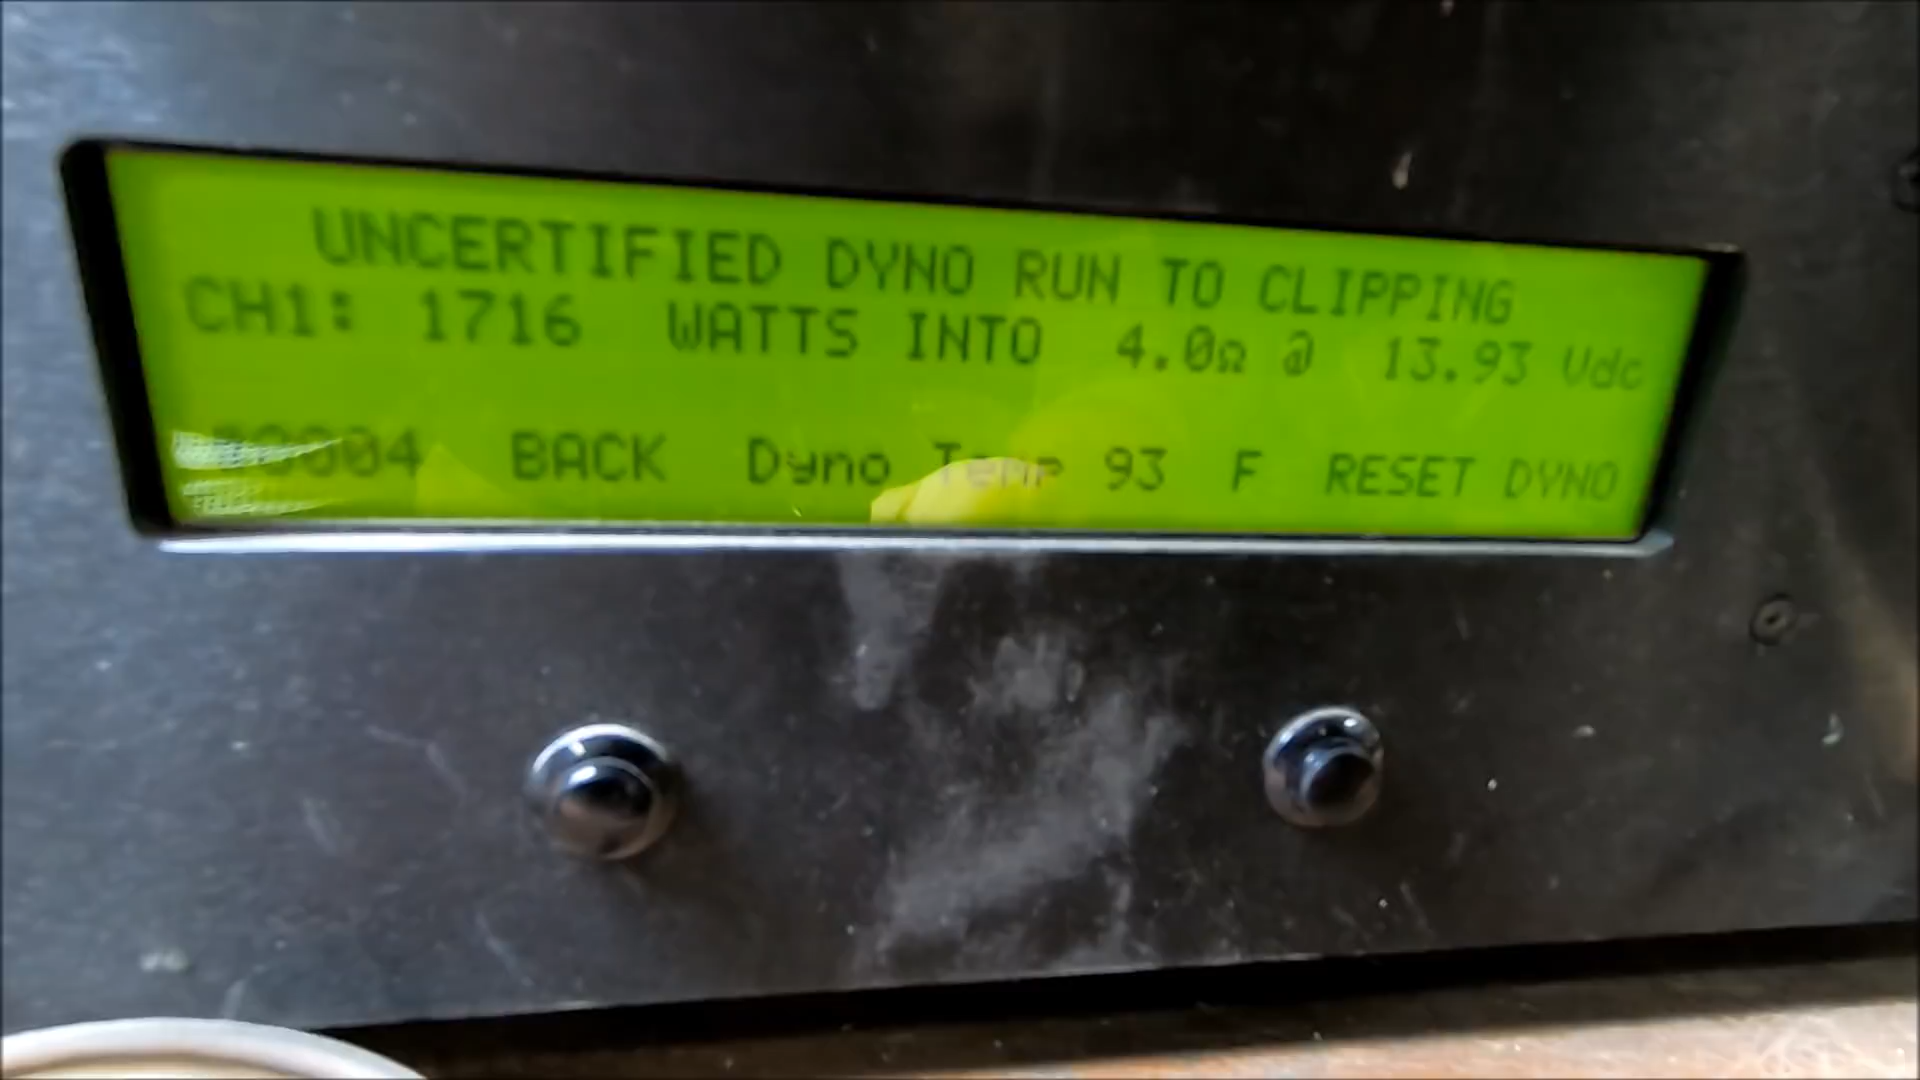 UNCERTIFIED DYNO RUN TO CLIPPING
CH1: 1716 WATTS INTO 4.0Ω @ 13.93 Vdc
BACK Dyno Temp 93 F RESET DYNO